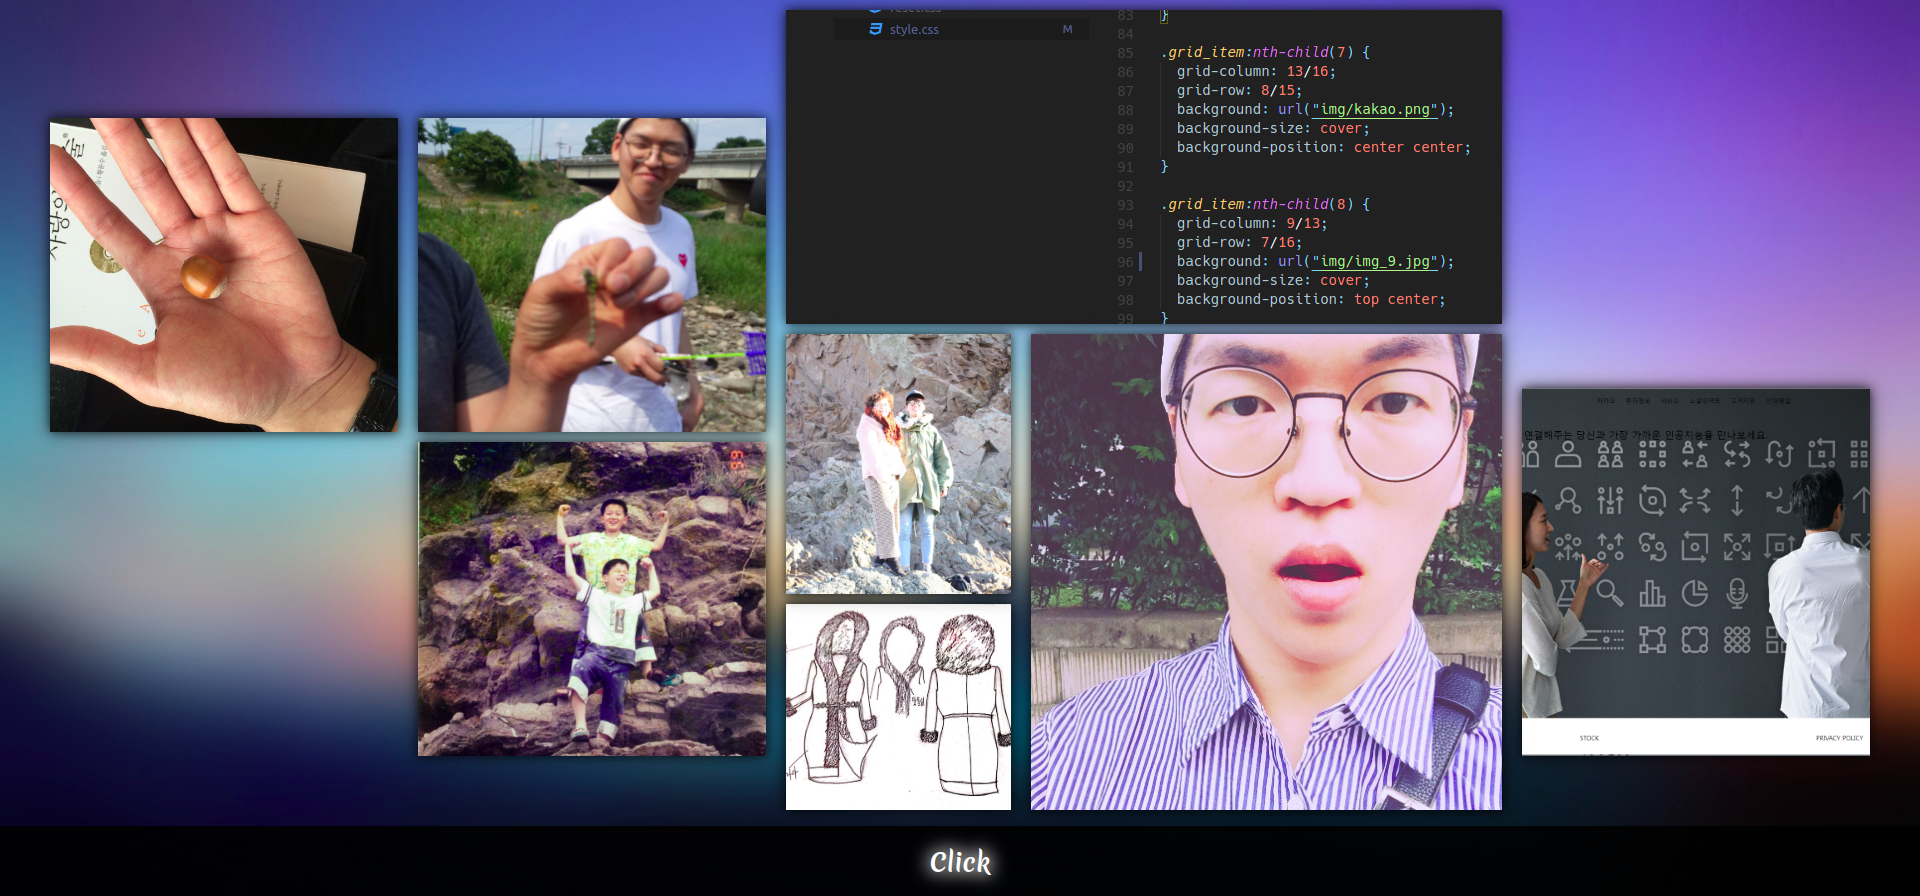 style.css
M
83 }
84
85 .grid_item:nth-child(7) {
86 grid-column: 13/16;
87 grid-row: 8/15;
88 background: url("img/kakao.png");
89 background-size: cover;
90 background-position: center center;
91 }
92
93 .grid_item:nth-child(8) {
94 grid-column: 9/13;
95 grid-row: 7/16;
96 background: url("img/img_9.jpg");
97 background-size: cover;
98 background-position: top center;
99 }
99
연결해주는 당신과 가장 가까운 인공지능을 만나보세요.
STOCK
PRIVACY POLICY
Click